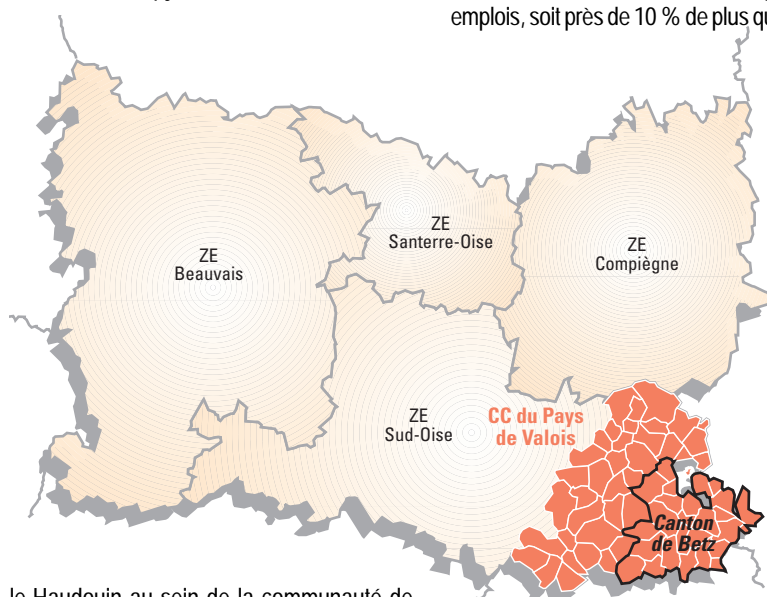 emplois, soit près de 10 % de plus qu
ZE
Santerre-Oise
ZE
Beauvais
ZE
Compiègne
ZE
Sud-Oise
CC du Pays
de Valois
Canton
de Betz
le Haudouin au sein de la communauté de